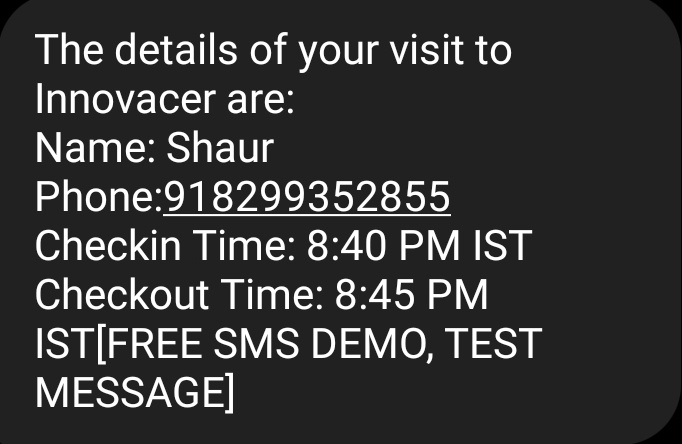 The details of your visit to
Innovacer are:
Name: Shaur
Phone:918299352855
Checkin Time: 8:40 PM IST
Checkout Time: 8:45 PM
IST[FREE SMS DEMO, TEST
MESSAGE]